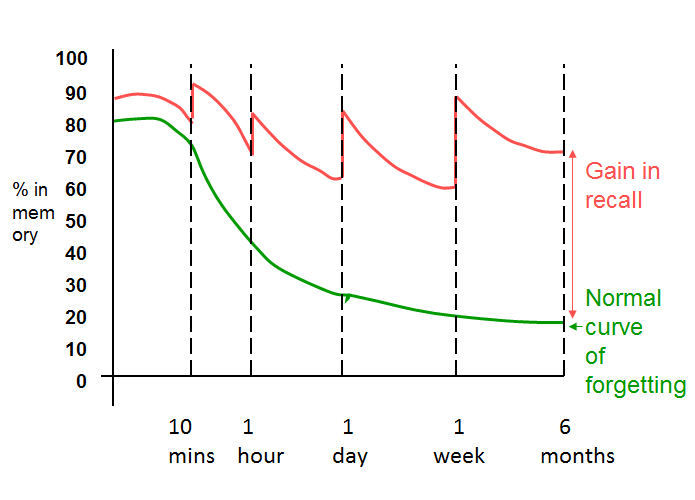 100
90
80
70
60
50
40
30
20
10
0
% in
mem
ory
Gain in
recall
Normal
curve
of
forgetting
10
mins
1
hour
1
day
1
week
6
months